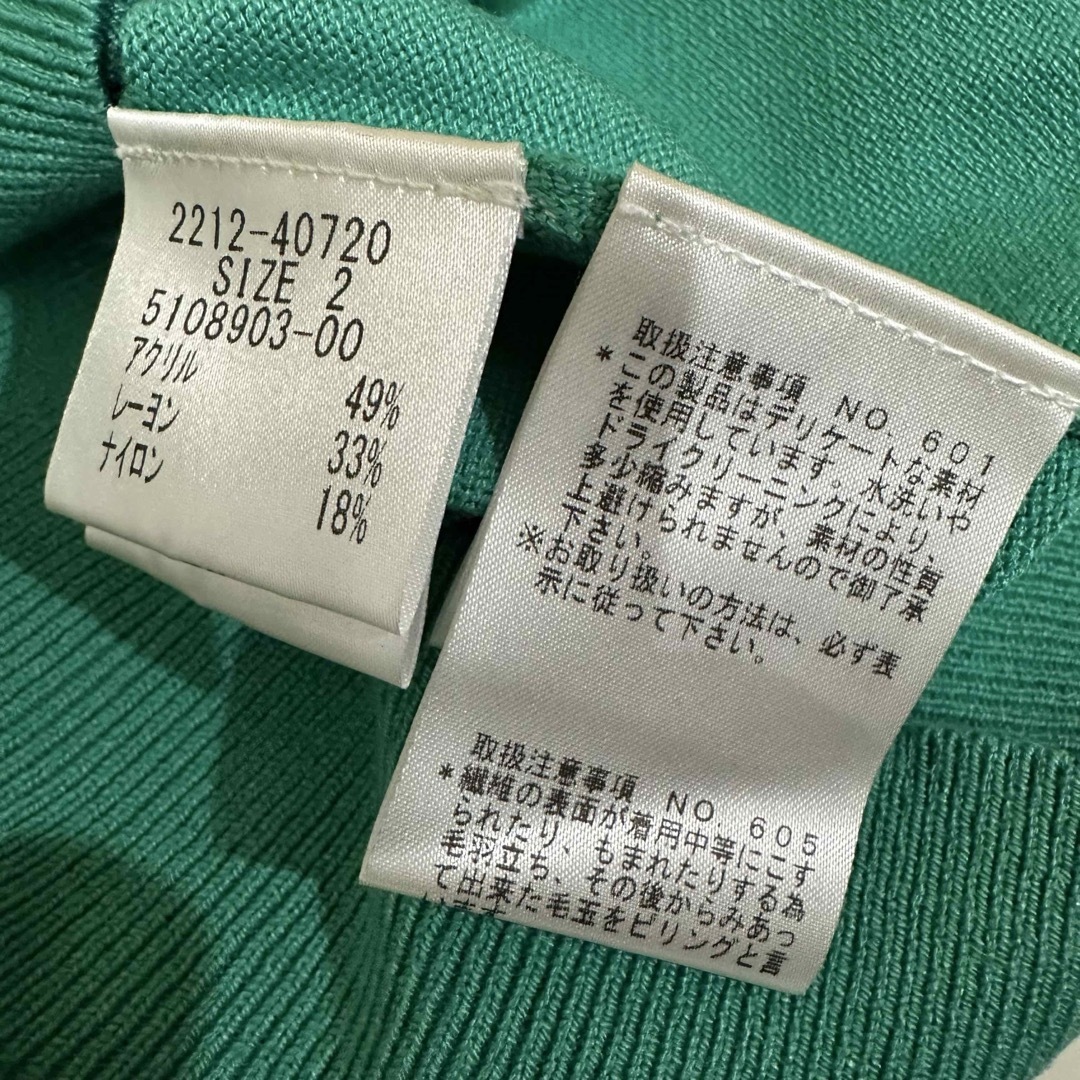 2212-40720
SIZE 2
5108903-00
アクリル 49%
レーヨン 33%
ナイロン 18%
取扱注意事項 NO. 601
*この製品はデリケートな素材
を使用しています。水洗いや
ドライクリーニングにより、
多少縮みますが、素材の性質
上避けられませんので御了承
下さい。
※お取り扱いの方法は、必ず表
示に従って下さい。
取扱注意事項 NO. 605
*繊維の表面が着用中等にこす
られたり、もまれたりする為
毛羽立ち、その後からみあっ
て出来た毛玉をピリングと言